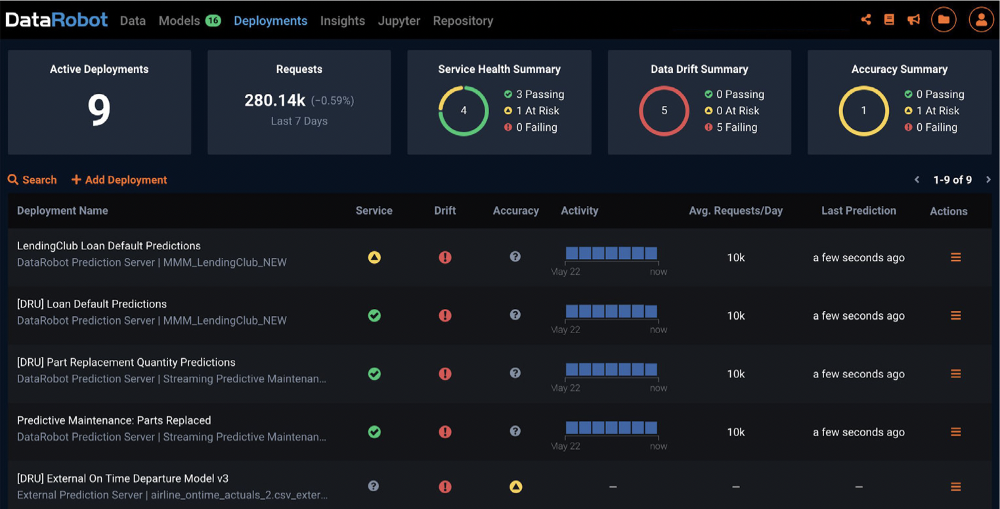 DataRobot Data Models 16 Deployments Insights Jupyter Repository
Active Deployments
9
Requests
280.14k (−0.59%)
Last 7 Days
Service Health Summary
4
3 Passing
1 At Risk
0 Failing
Data Drift Summary
5
0 Passing
0 At Risk
5 Failing
Accuracy Summary
1
0 Passing
1 At Risk
0 Failing
Search + Add Deployment < 1-9 of 9 >
Deployment Name Service Drift Accuracy Activity Avg. Requests/Day Last Prediction Actions
LendingClub Loan Default Predictions
DataRobot Prediction Server | MMM_LendingClub_NEW
10k a few seconds ago
May 22 now
[DRU] Loan Default Predictions
DataRobot Prediction Server | MMM_LendingClub_NEW
10k a few seconds ago
May 22 now
[DRU] Part Replacement Quantity Predictions
DataRobot Prediction Server | Streaming Predictive Maintenan...
10k a few seconds ago
May 22 now
Predictive Maintenance: Parts Replaced
DataRobot Prediction Server | Streaming Predictive Maintenan...
10k a few seconds ago
May 22 now
[DRU] External On Time Departure Model v3
External Prediction Server | airline_ontime_actuals_2.csv_exter...
– – –